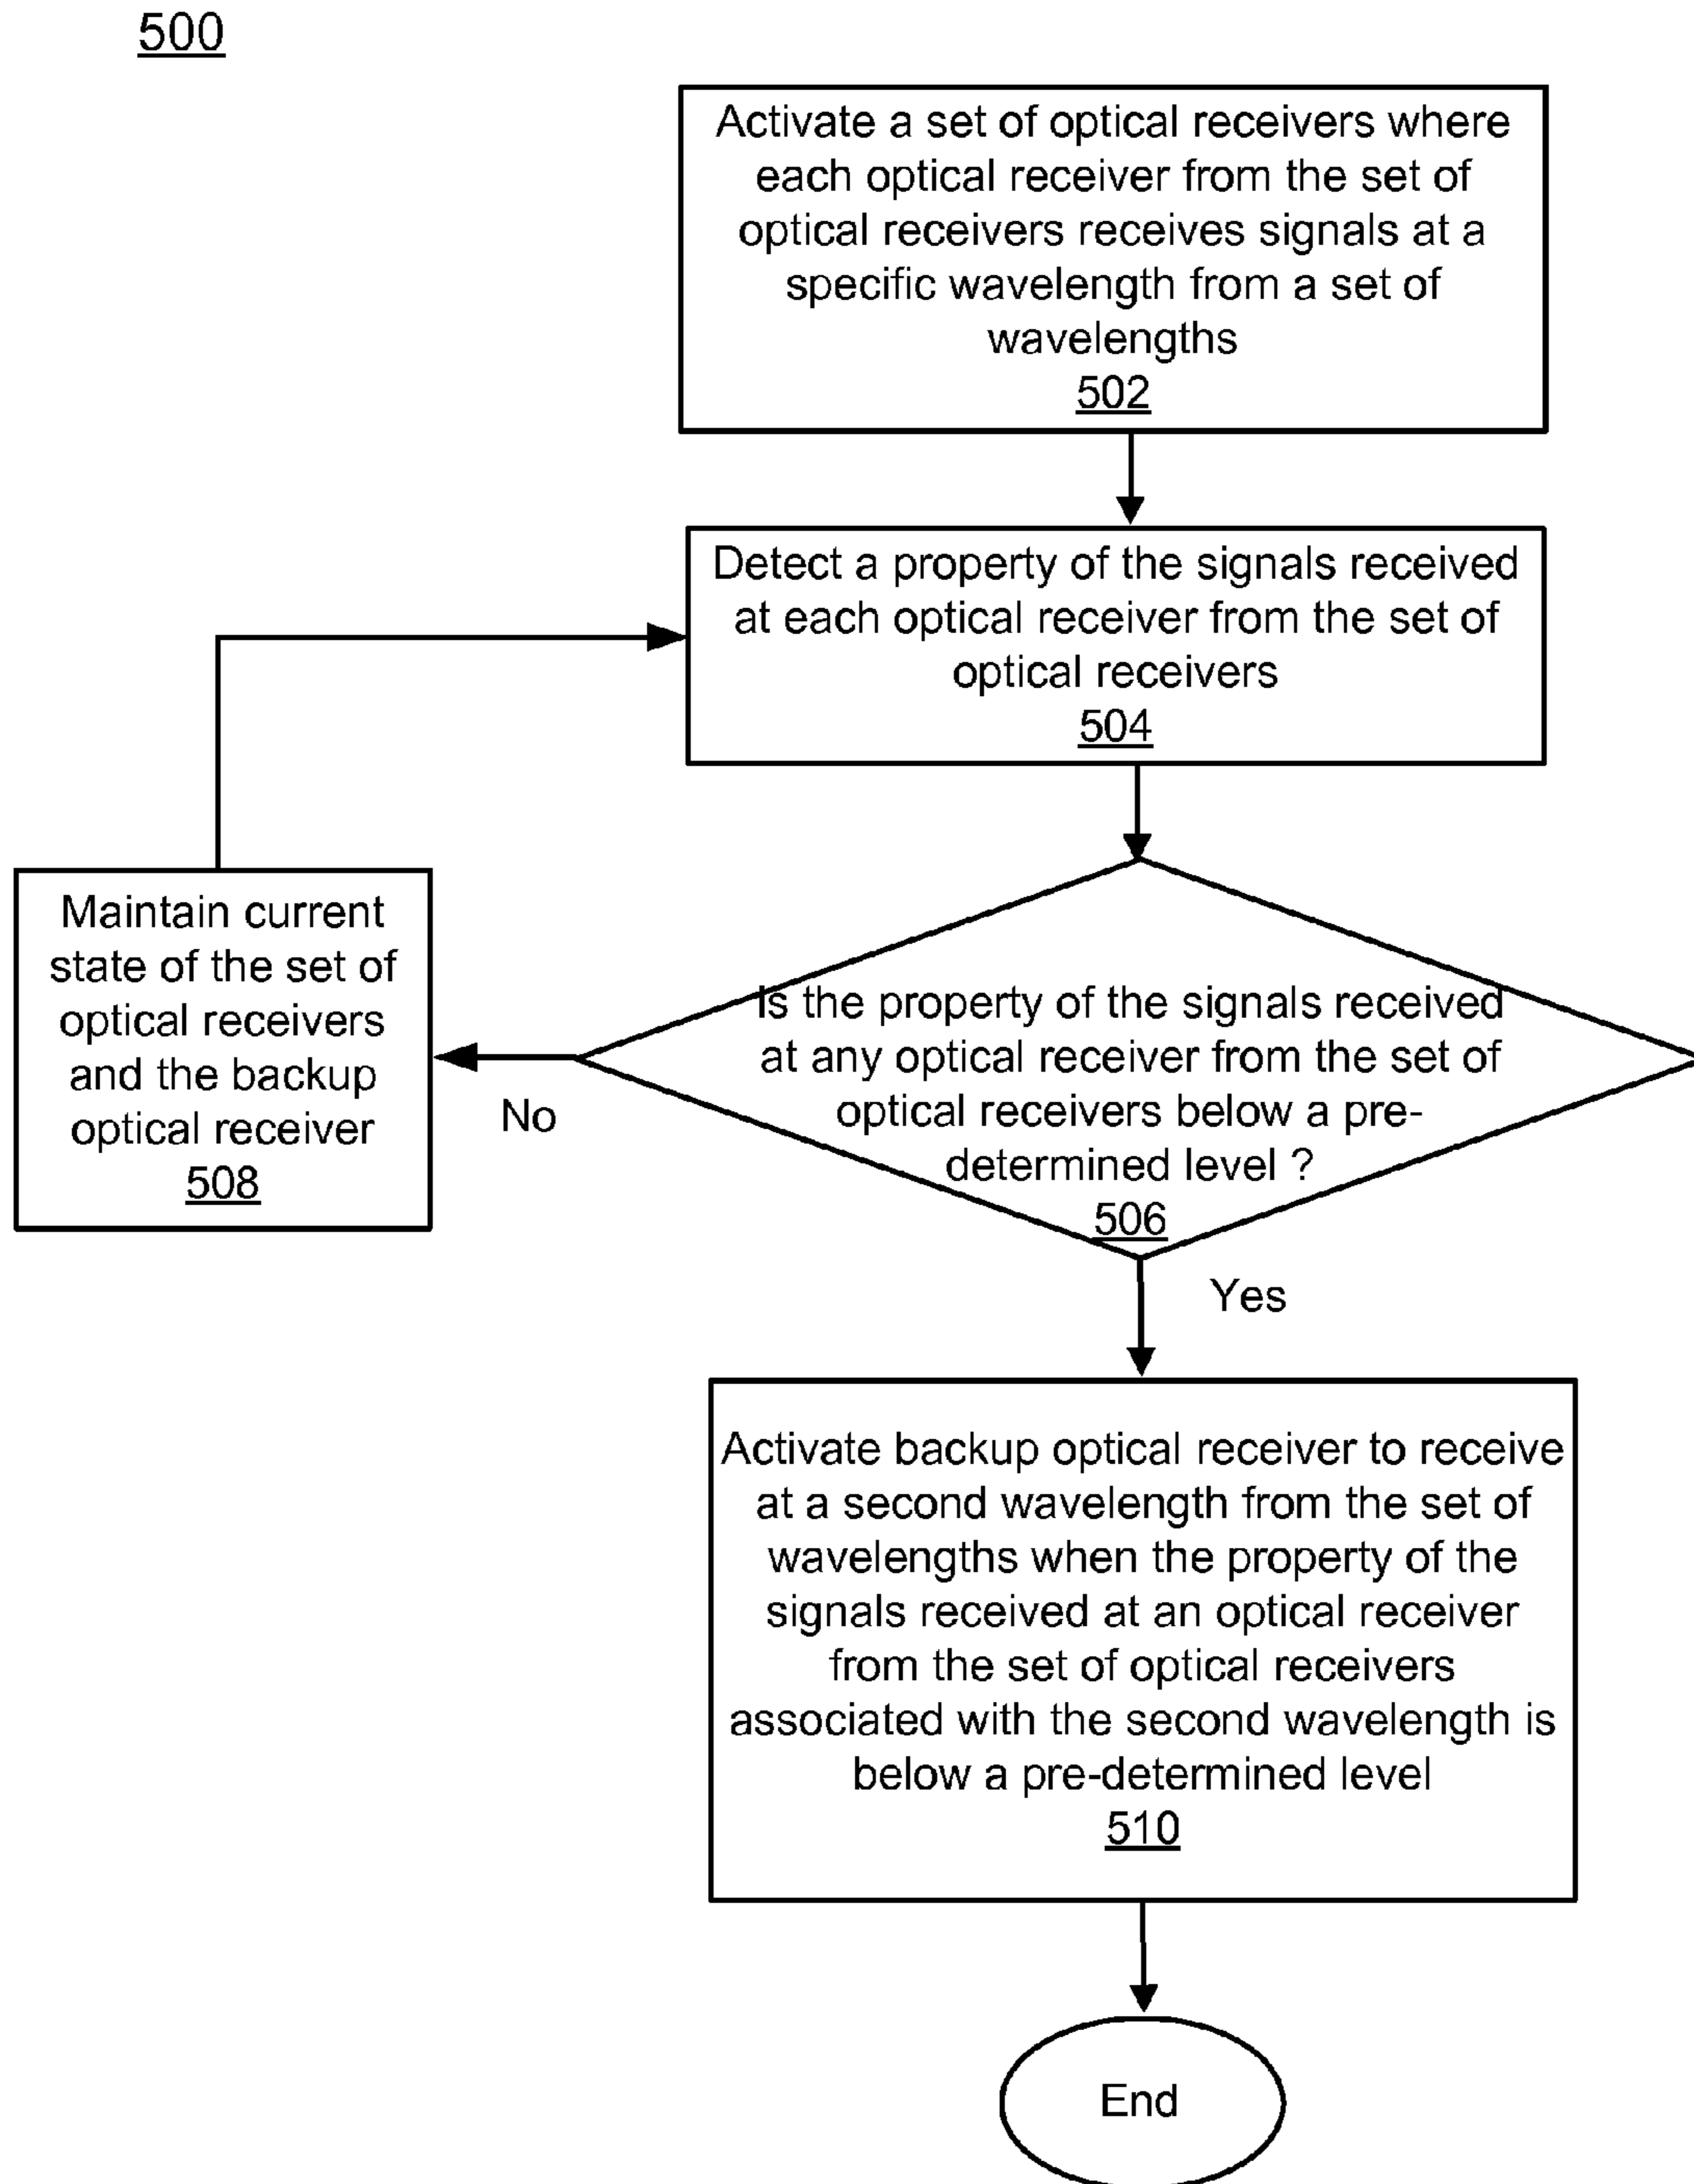 500
Activate a set of optical receivers where
each optical receiver from the set of
optical receivers receives signals at a
specific wavelength from a set of
wavelengths
502
Detect a property of the signals received
at each optical receiver from the set of
optical receivers
504
Maintain current
state of the set of
optical receivers
and the backup
optical receiver
508
No
Is the property of the signals received
at any optical receiver from the set of
optical receivers below a pre-
determined level ?
506
Yes
Activate backup optical receiver to receive
at a second wavelength from the set of
wavelengths when the property of the
signals received at an optical receiver
from the set of optical receivers
associated with the second wavelength is
below a pre-determined level
510
End